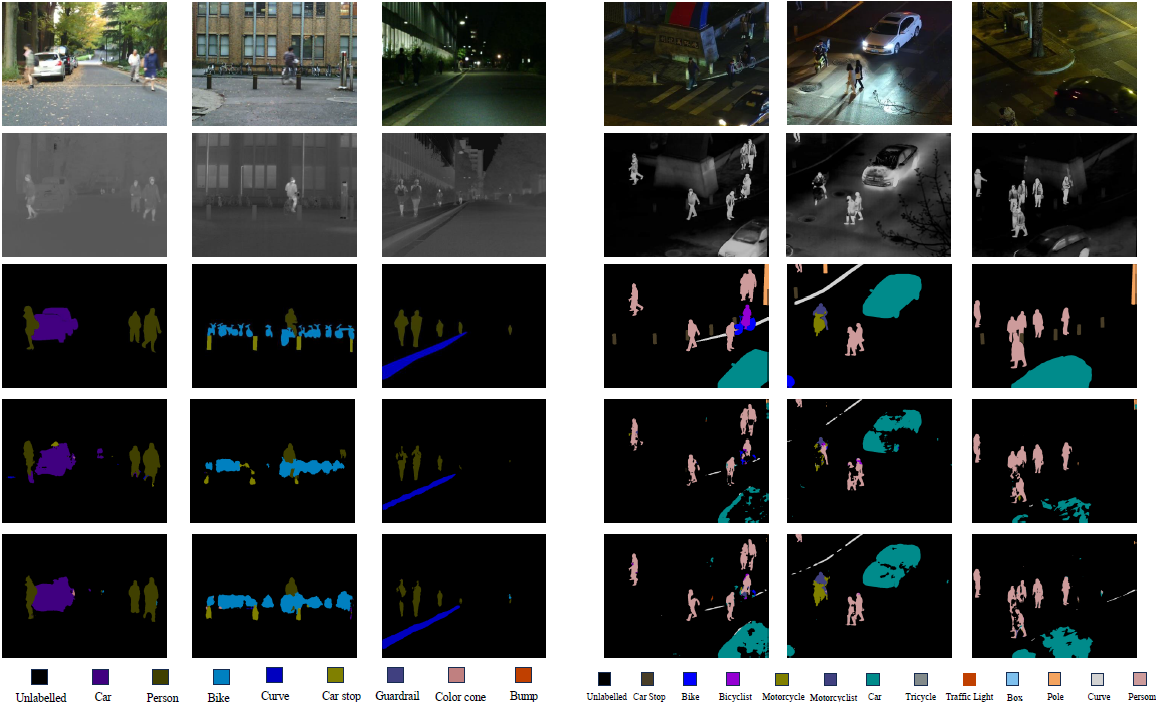 Unlabelled Car Person Bike Curve Car stop Guardrail Color cone Bump
Unlabelled Car Stop Bike Bicyclist Motorcycle Motorcyclist Car Tricycle Traffic Light Box Pole Curve Person